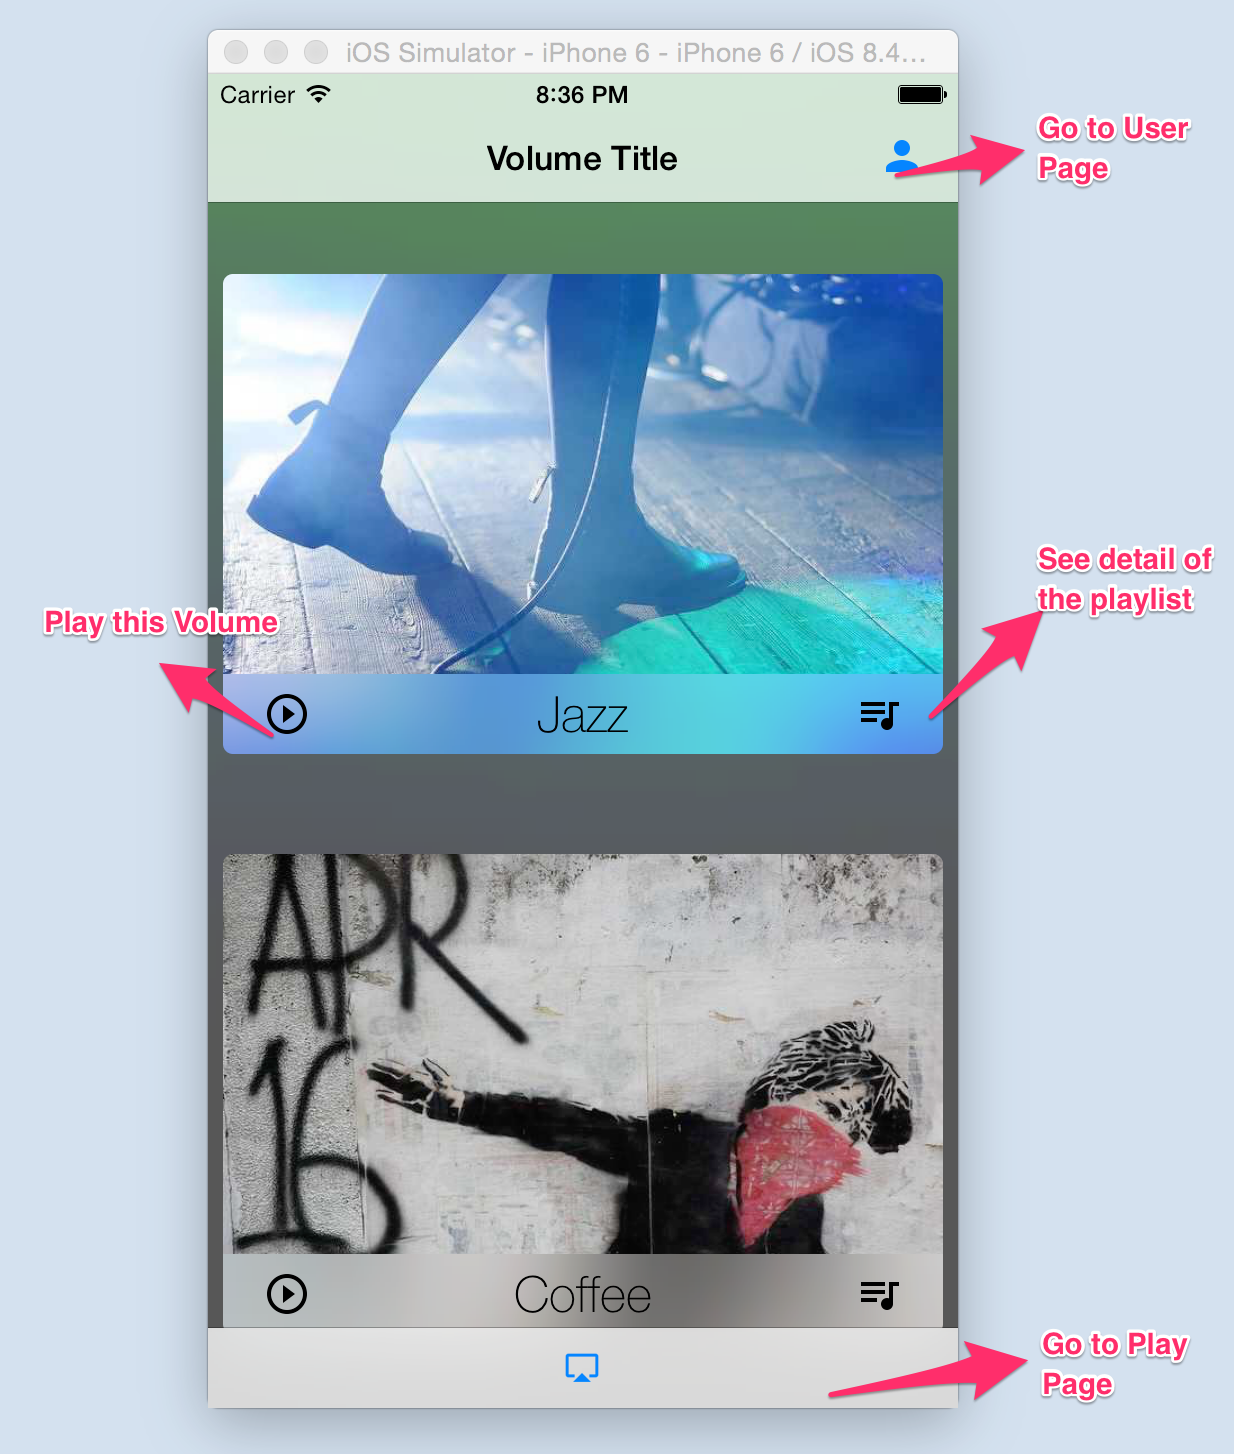 iOS Simulator - iPhone 6 - iPhone 6 / iOS 8.4...
Carrier 8:36 PM
Go to User
Page
Volume Title
See detail of
the playlist
Play this Volume
Jazz
APR
16
Coffee
Go to Play
Page